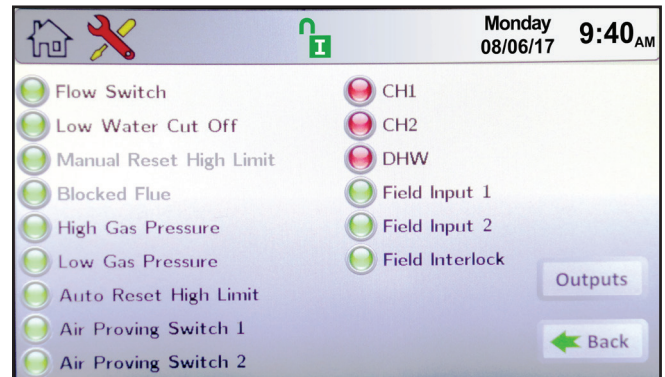 Monday
08/06/17
9:40 AM
I
Flow Switch
Low Water Cut Off
Manual Reset High Limit
Blocked Flue
High Gas Pressure
Low Gas Pressure
Auto Reset High Limit
Air Proving Switch 1
Air Proving Switch 2
CH1
CH2
DHW
Field Input 1
Field Input 2
Field Interlock
Outputs
Back